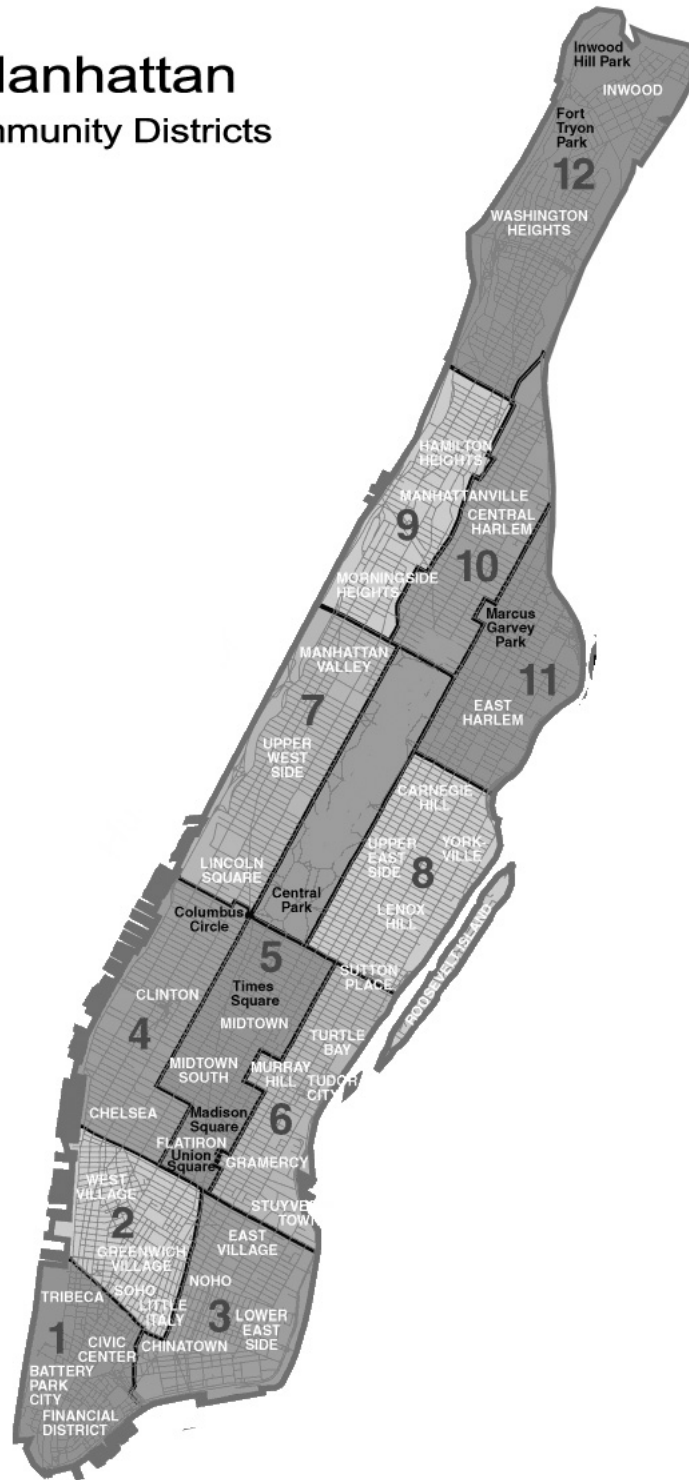 Manhattan
mmunity Districts
Inwood
Hill Park
INWOOD
Fort
Tryon
Park
12
WASHINGTON
HEIGHTS
HAMILTON
HEIGHTS
MANHATTANVILLE
CENTRAL
HARLEM
9
10
MORNINGSIDE
HEIGHTS
Marcus
Garvey
Park
MANHATTAN
VALLEY
11
7
EAST
HARLEM
UPPER
WEST
SIDE
CARNEGIE
HILL
UPPER
EAST
SIDE
YORK-
VILLE
8
LINCOLN
SQUARE
Central
Park
LENOX
HILL
Columbus
Circle
ROOSEVELT ISLAND
5
SUTTON
PLACE
Times
Square
CLINTON
MIDTOWN
4
TURTLE
BAY
MIDTOWN
SOUTH
MURRAY
HILL
TUDOR
CITY
CHELSEA
Madison
Square
6
FLATIRON
Union
Square
GRAMERCY
WEST
VILLAGE
STUYVE
TOWN
2
EAST
VILLAGE
GREENWICH
VILLAGE
NOHO
SOHO
TRIBECA
LITTLE
ITALY
3
LOWER
EAST
SIDE
1
CIVIC
CENTER
CHINATOWN
BATTERY
PARK
CITY
FINANCIAL
DISTRICT